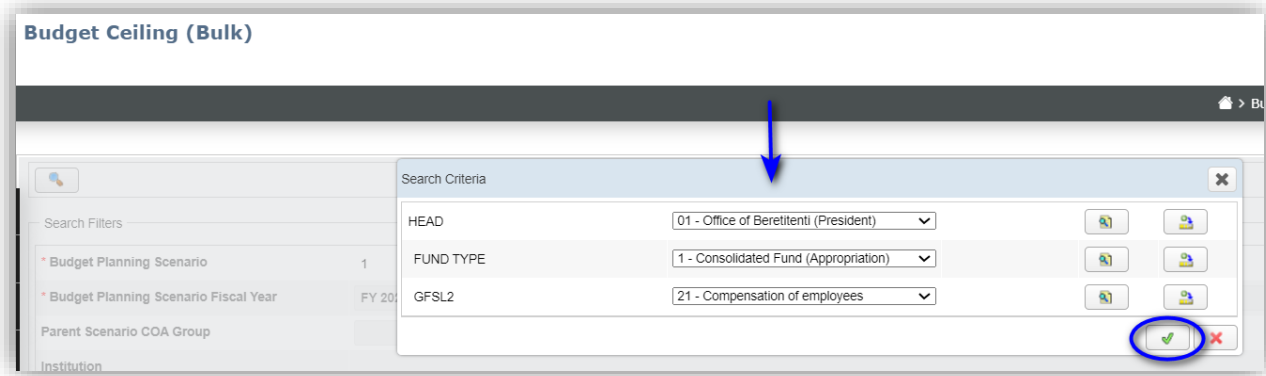 Budget Ceiling (Bulk)
> Bu
Search Criteria
HEAD 01 - Office of Beretitenti (President)
Search Filters
FUND TYPE 1 - Consolidated Fund (Appropriation)
* Budget Planning Scenario 1
* Budget Planning Scenario Fiscal Year FY 202
GFSL2 21 - Compensation of employees
Parent Scenario COA Group
Institution